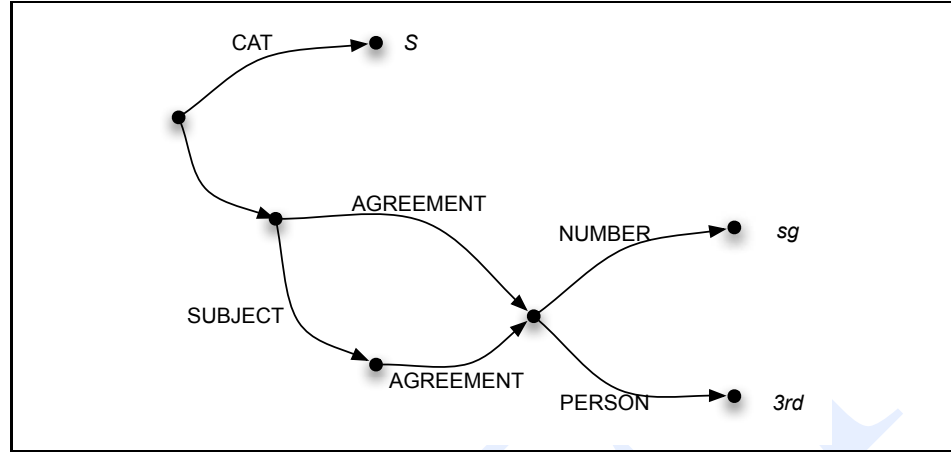 CAT
S
AGREEMENT
NUMBER
sg
SUBJECT
AGREEMENT
PERSON
3rd